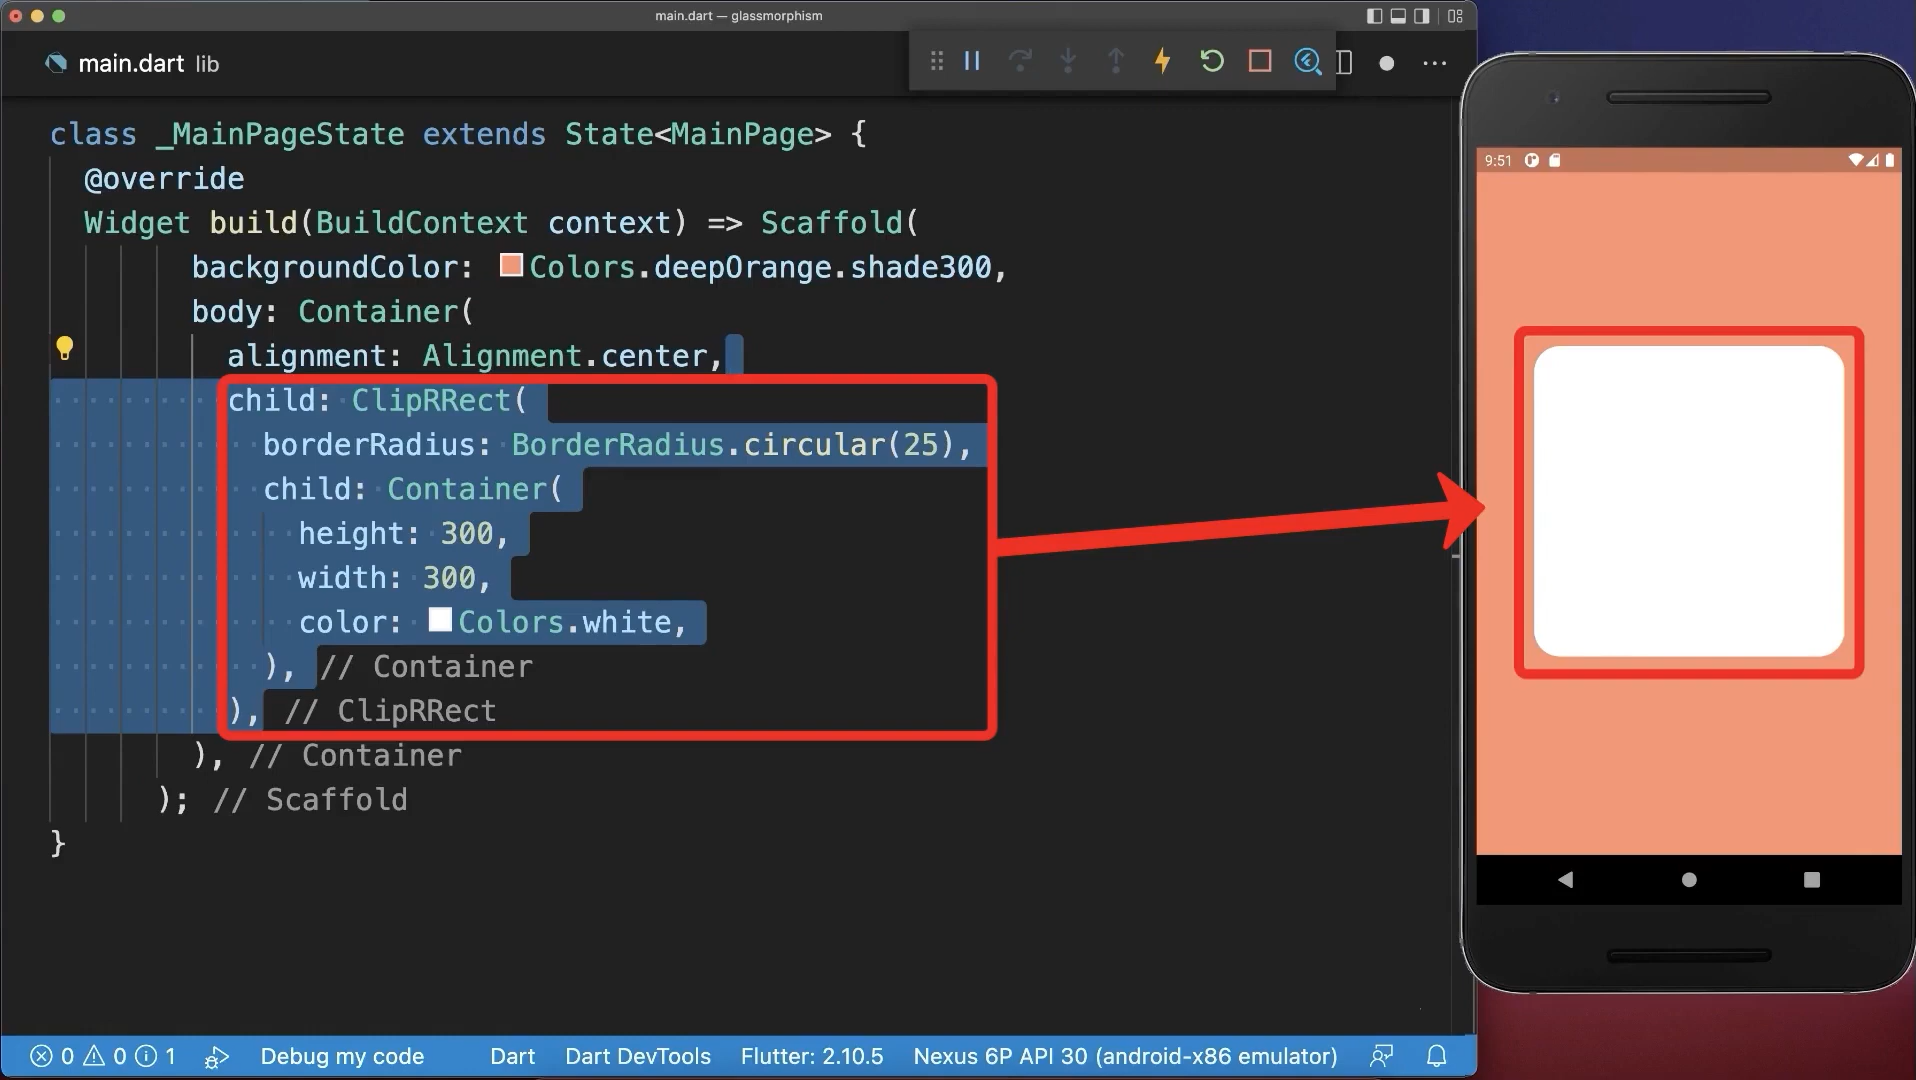 main.dart — glassmorphism
main.dart lib
class _MainPageState extends State<MainPage> {
@override
Widget build(BuildContext context) => Scaffold(
backgroundColor: Colors.deepOrange.shade300,
body: Container(
alignment: Alignment.center,
child: ClipRRect(
borderRadius: BorderRadius.circular(25),
child: Container(
height: 300,
width: 300,
color: Colors.white,
), // Container
), // ClipRRect
), // Container
); // Scaffold
}
9:51
0 0 1 Debug my code Dart Dart DevTools Flutter: 2.10.5 Nexus 6P API 30 (android-x86 emulator)